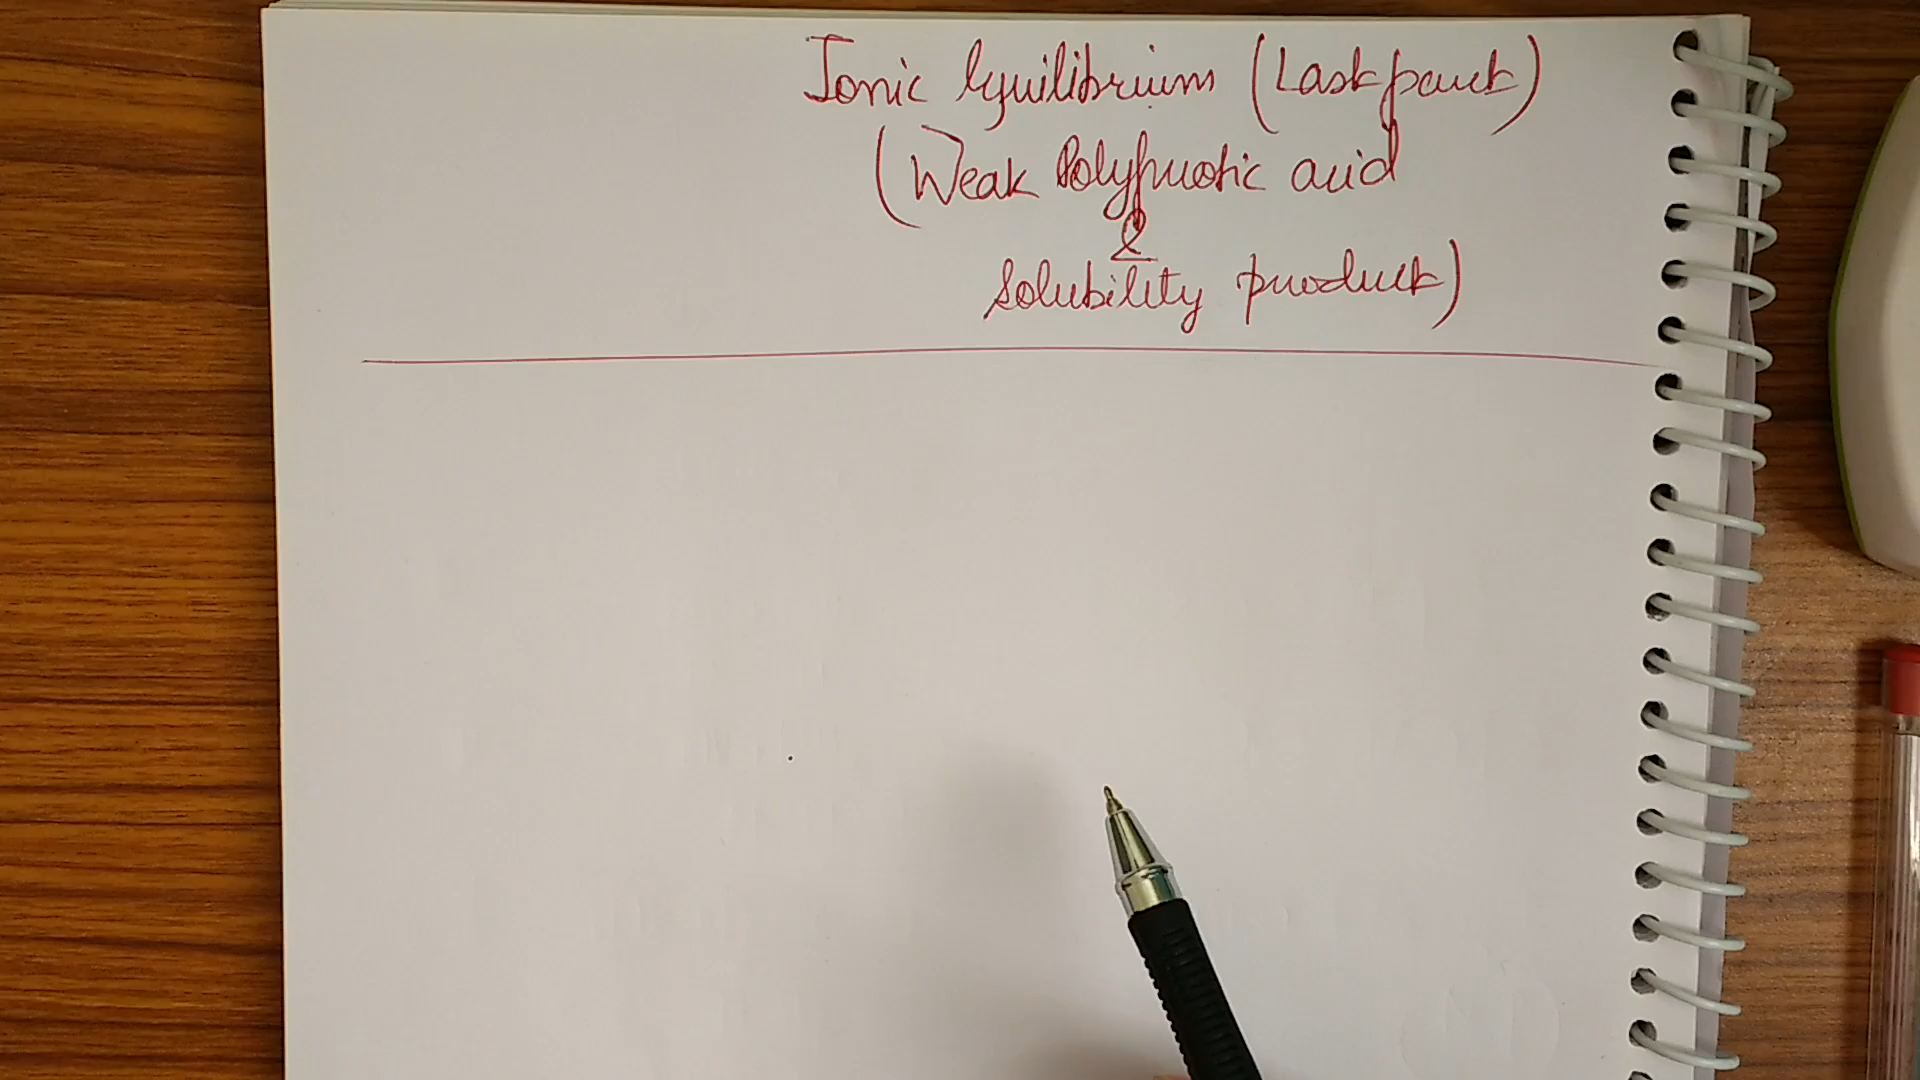 Ionic Equilibrium (Last part)
(Weak Polyprotic acid
&
Solubility product)